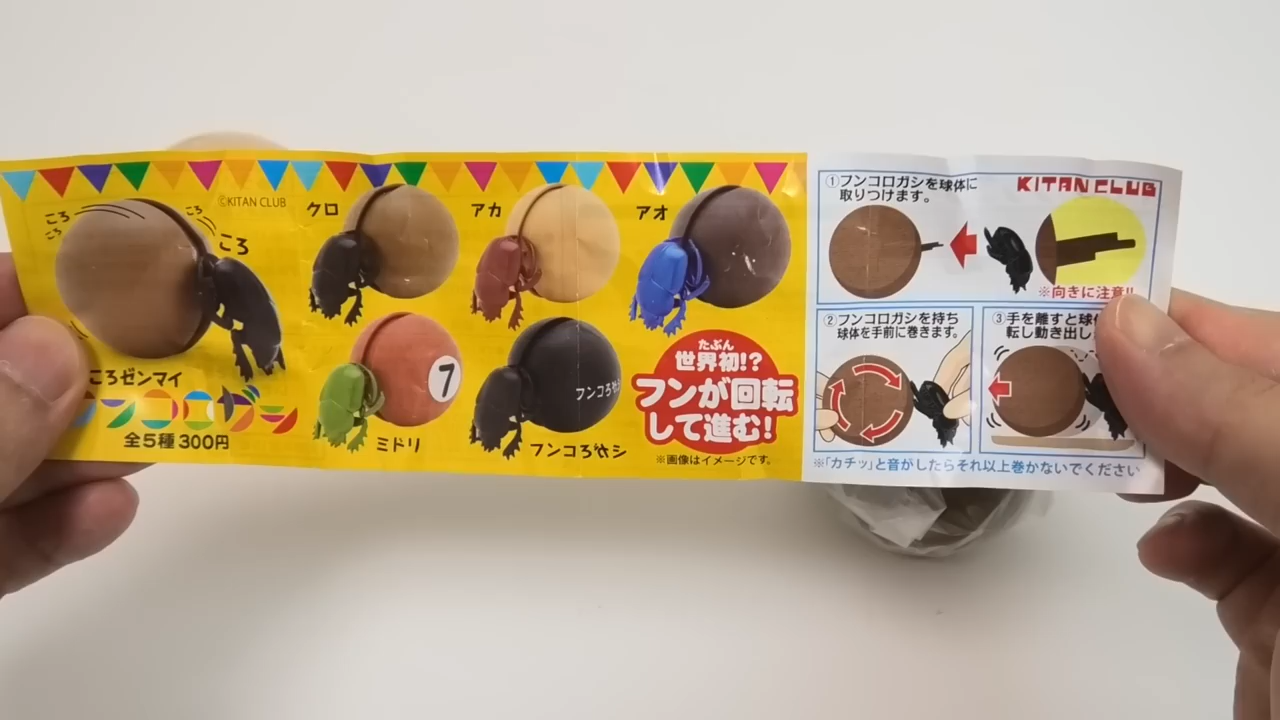 ころ
ころ
ころ
ころ
©KITAN CLUB
クロ
アカ
アオ
ころゼンマイ
フンコロガシ
全5種 300円
7
ミドリ
フンコろがシ
たぶん
世界初!?
フンが回転
して進む!
※画像はイメージです。
KITAN CLUB
①フンコロガシを球体に
取りつけます。
※向きに注意!!
②フンコロガシを持ち
球体を手前に巻きます。
③手を離すと球
転し動き出し
※「カチッ」と音がしたらそれ以上巻かないでください